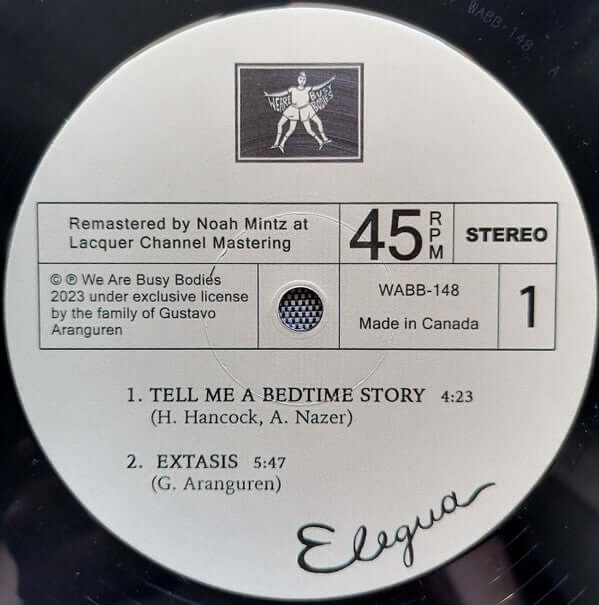 WABB-148 A
WE ARE BUSY BODIES
Remastered by Noah Mintz at
Lacquer Channel Mastering
45 RPM
STEREO
© ℗ We Are Busy Bodies
2023 under exclusive license
by the family of Gustavo
Aranguren
WABB-148
Made in Canada
1
1. TELL ME A BEDTIME STORY 4:23
(H. Hancock, A. Nazer)
2. EXTASIS 5:47
(G. Aranguren)
Elegua